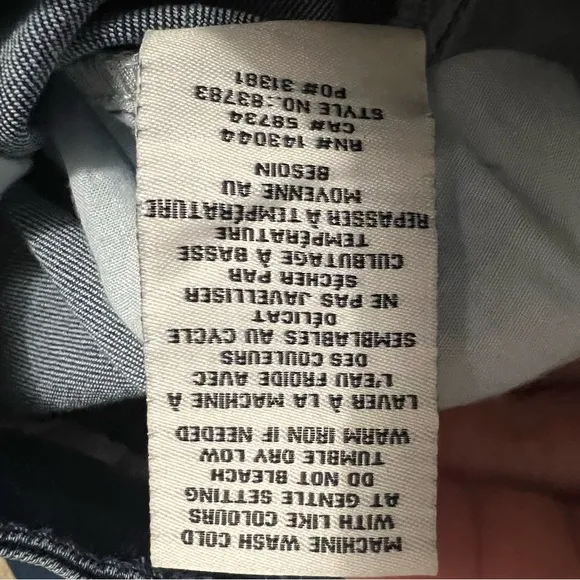 MACHINE WASH COLD
WITH LIKE COLOURS
AT GENTLE SETTING
DO NOT BLEACH
TUMBLE DRY LOW
WARM IRON IF NEEDED
LAVER À LA MACHINE À
L'EAU FROIDE AVEC
DES COULEURS
SEMBLABLES AU CYCLE
DÉLICAT
NE PAS JAVELLISER
SÉCHER PAR
CULBUTAGE À BASSE
TEMPÉRATURE
REPASSER À TEMPÉRATURE
MOYENNE AU
BESOIN
RN# 143044
CA# 58734
STYLE NO.:83783
PO# 31381